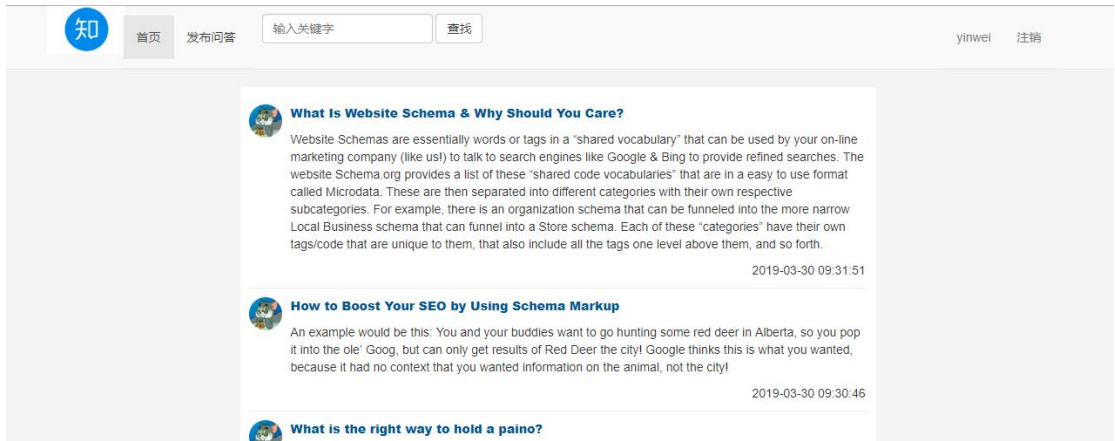 知 首页 发布问答 输入关键字 查找 yinwei 注销
What Is Website Schema & Why Should You Care?
Website Schemas are essentially words or tags in a “shared vocabulary” that can be used by your on-line
marketing company (like us!) to talk to search engines like Google & Bing to provide refined searches. The
website Schema.org provides a list of these “shared code vocabularies” that are in a easy to use format
called Microdata. These are then separated into different categories with their own respective
subcategories. For example, there is an organization schema that can be funneled into the more narrow
Local Business schema that can funnel into a Store schema. Each of these “categories” have their own
tags/code that are unique to them, that also include all the tags one level above them, and so forth.
2019-03-30 09:31:51
How to Boost Your SEO by Using Schema Markup
An example would be this: You and your buddies want to go hunting some red deer in Alberta, so you pop
it into the ole’ Goog, but can only get results of Red Deer the city! Google thinks this is what you wanted,
because it had no context that you wanted information on the animal, not the city!
2019-03-30 09:30:46
What is the right way to hold a paino?